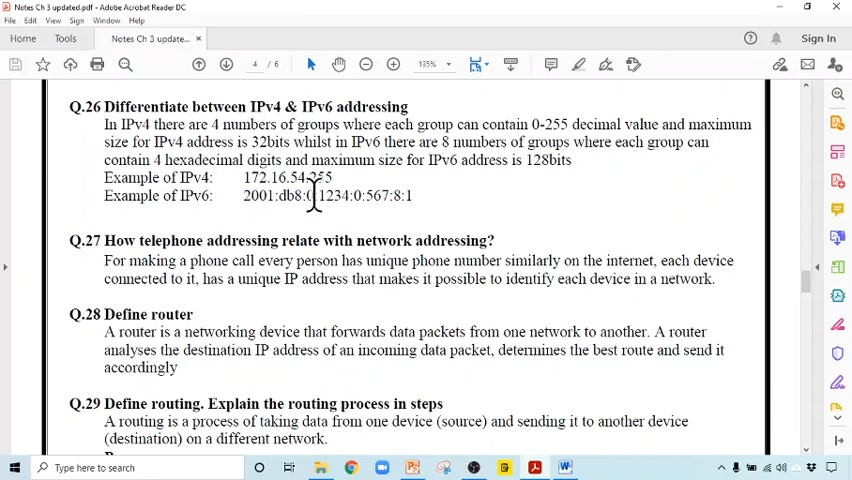 Notes Ch 3 updated.pdf - Adobe Acrobat Reader DC
File Edit View Sign Window Help
Home Tools Notes Ch 3 update... × Sign In
4 / 6 135%
Q.26 Differentiate between IPv4 & IPv6 addressing
In IPv4 there are 4 numbers of groups where each group can contain 0-255 decimal value and maximum
size for IPv4 address is 32bits whilst in IPv6 there are 8 numbers of groups where each group can
contain 4 hexadecimal digits and maximum size for IPv6 address is 128bits
Example of IPv4: 172.16.54.255
Example of IPv6: 2001:db8:0:1234:0:567:8:1
Q.27 How telephone addressing relate with network addressing?
For making a phone call every person has unique phone number similarly on the internet, each device
connected to it, has a unique IP address that makes it possible to identify each device in a network.
Q.28 Define router
A router is a networking device that forwards data packets from one network to another. A router
analyses the destination IP address of an incoming data packet, determines the best route and send it
accordingly
Q.29 Define routing. Explain the routing process in steps
A routing is a process of taking data from one device (source) and sending it to another device
(destination) on a different network.
Type here to search